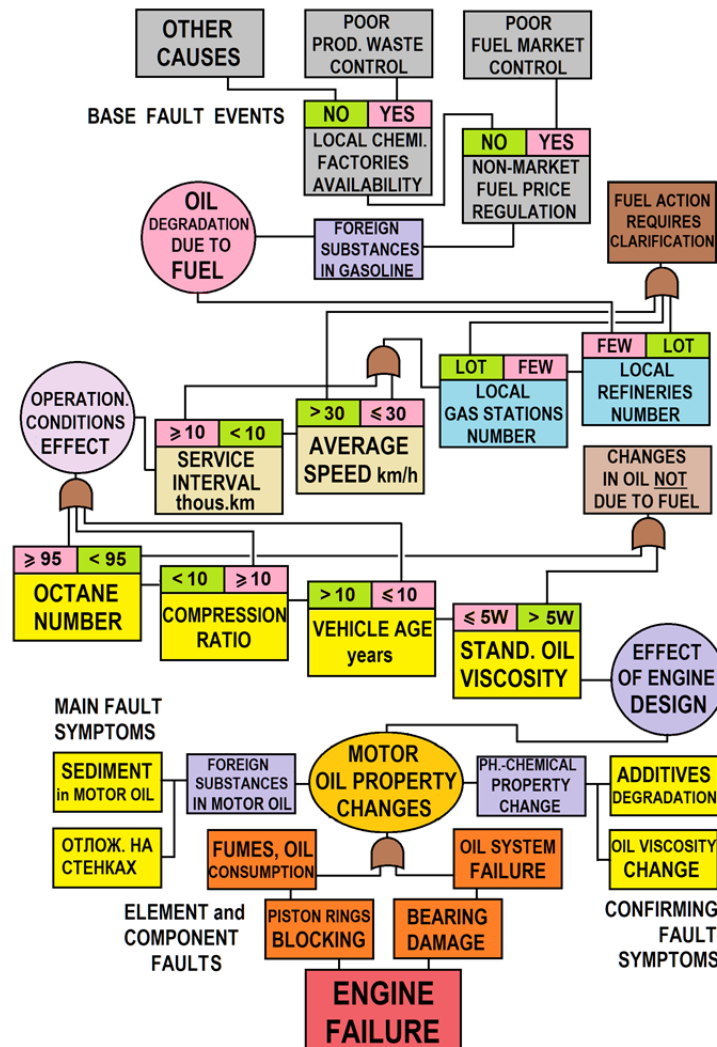 OTHER
CAUSES
POOR
PROD. WASTE
CONTROL
POOR
FUEL MARKET
CONTROL
BASE FAULT EVENTS
NO YES
LOCAL CHEMI.
FACTORIES
AVAILABILITY
NO YES
NON-MARKET
FUEL PRICE
REGULATION
FUEL ACTION
REQUIRES
CLARIFICATION
OIL
DEGRADATION
DUE TO
FUEL
FOREIGN
SUBSTANCES
IN GASOLINE
FEW LOT
LOCAL
REFINERIES
NUMBER
LOT FEW
LOCAL
GAS STATIONS
NUMBER
OPERATION.
CONDITIONS
EFFECT
⩾10 < 10
SERVICE
INTERVAL
thous.km
> 30 ⩽ 30
AVERAGE
SPEED km/h
CHANGES
IN OIL NOT
DUE TO FUEL
⩾ 95 < 95
OCTANE
NUMBER
< 10 ⩾10
COMPRESSION
RATIO
> 10 ⩽10
VEHICLE AGE
years
⩽ 5W > 5W
STAND. OIL
VISCOSITY
EFFECT
OF ENGINE
DESIGN
MAIN FAULT
SYMPTOMS
SEDIMENT
in MOTOR OIL
ОТЛОЖ. НА
СТЕНКАХ
FOREIGN
SUBSTANCES
IN MOTOR OIL
MOTOR
OIL PROPERTY
CHANGES
PH.-CHEMICAL
PROPERTY
CHANGE
ADDITIVES
DEGRADATION
OIL VISCOSITY
CHANGE
FUMES, OIL
CONSUMPTION
OIL SYSTEM
FAILURE
ELEMENT and
COMPONENT
FAULTS
PISTON RINGS
BLOCKING
BEARING
DAMAGE
CONFIRMING
FAULT
SYMPTOMS
ENGINE
FAILURE